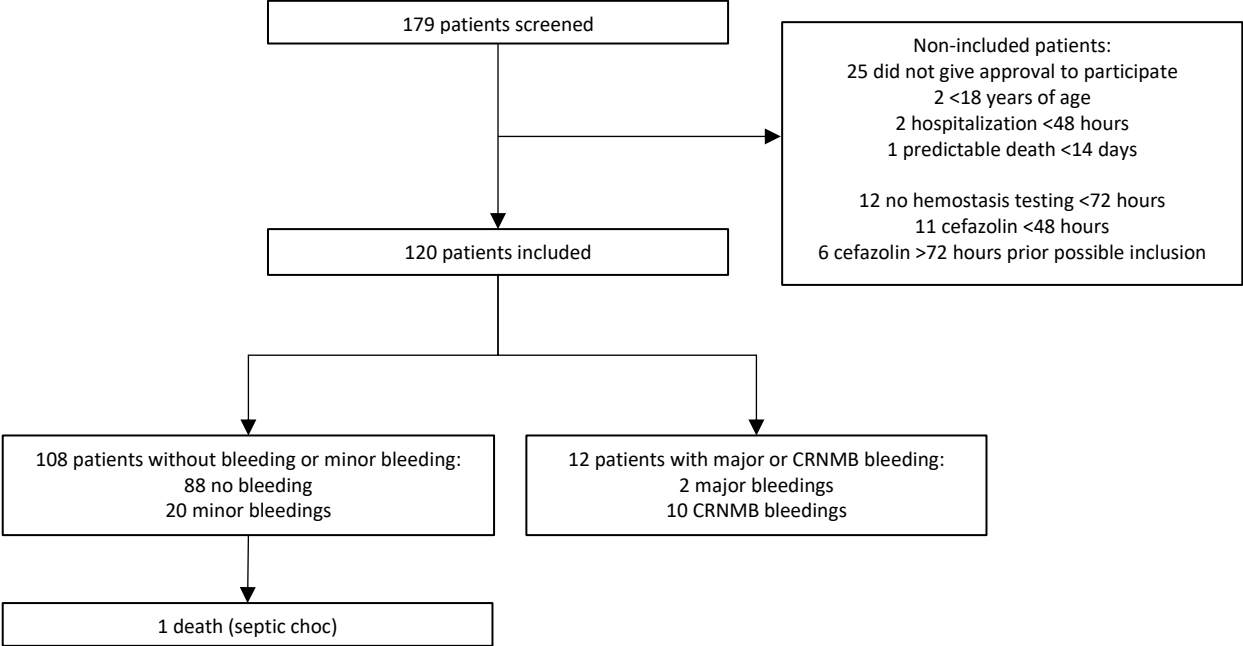 179 patients screened
Non-included patients:
25 did not give approval to participate
2 <18 years of age
2 hospitalization <48 hours
1 predictable death <14 days
12 no hemostasis testing <72 hours
11 cefazolin <48 hours
6 cefazolin >72 hours prior possible inclusion
120 patients included
108 patients without bleeding or minor bleeding:
88 no bleeding
20 minor bleedings
12 patients with major or CRNMB bleeding:
2 major bleedings
10 CRNMB bleedings
1 death (septic choc)